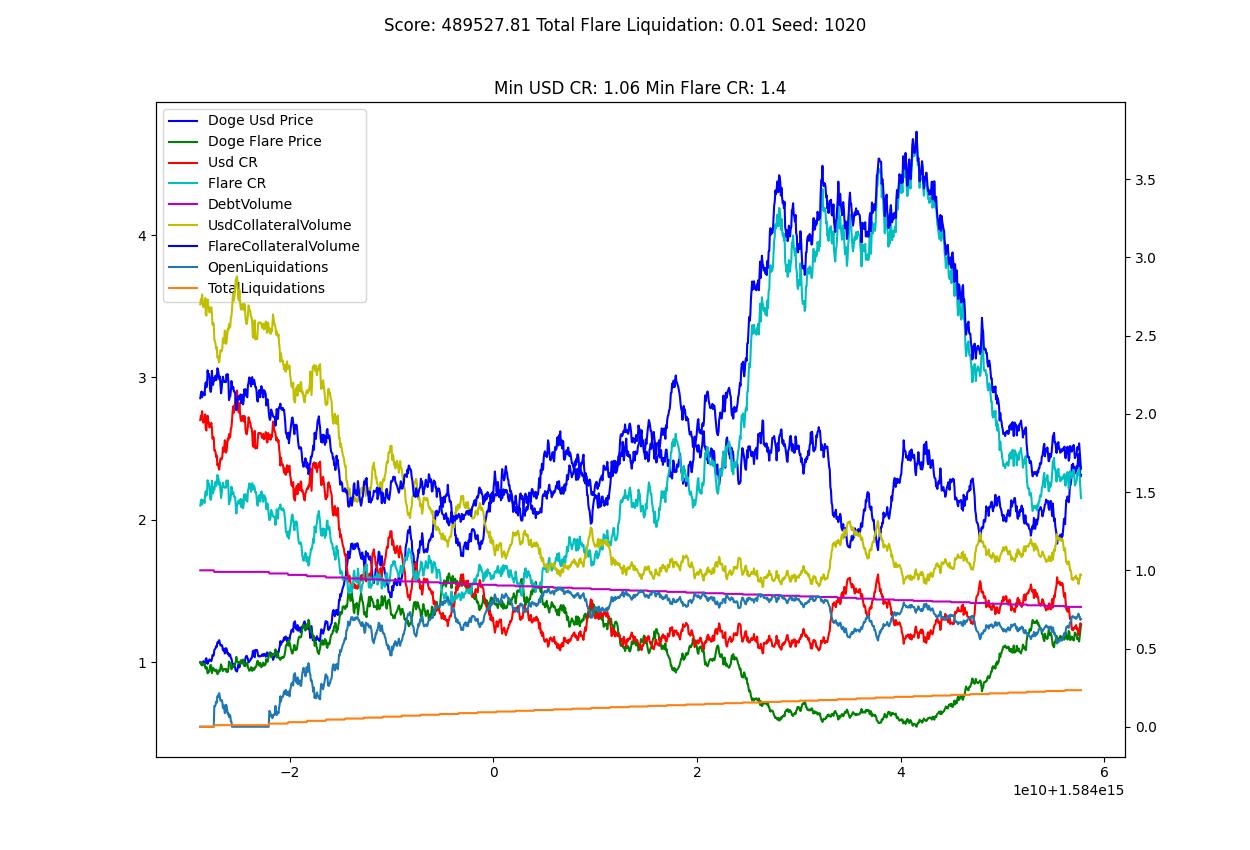 Score: 489527.81 Total Flare Liquidation: 0.01 Seed: 1020
Min USD CR: 1.06 Min Flare CR: 1.4
Doge Usd Price
Doge Flare Price
Usd CR
Flare CR
DebtVolume
UsdCollateralVolume
FlareCollateralVolume
OpenLiquidations
TotalLiquidations
4
3
2
1
3.5
3.0
2.5
2.0
1.5
1.0
0.5
0.0
−2 0 2 4 6
1e10+1.584e15